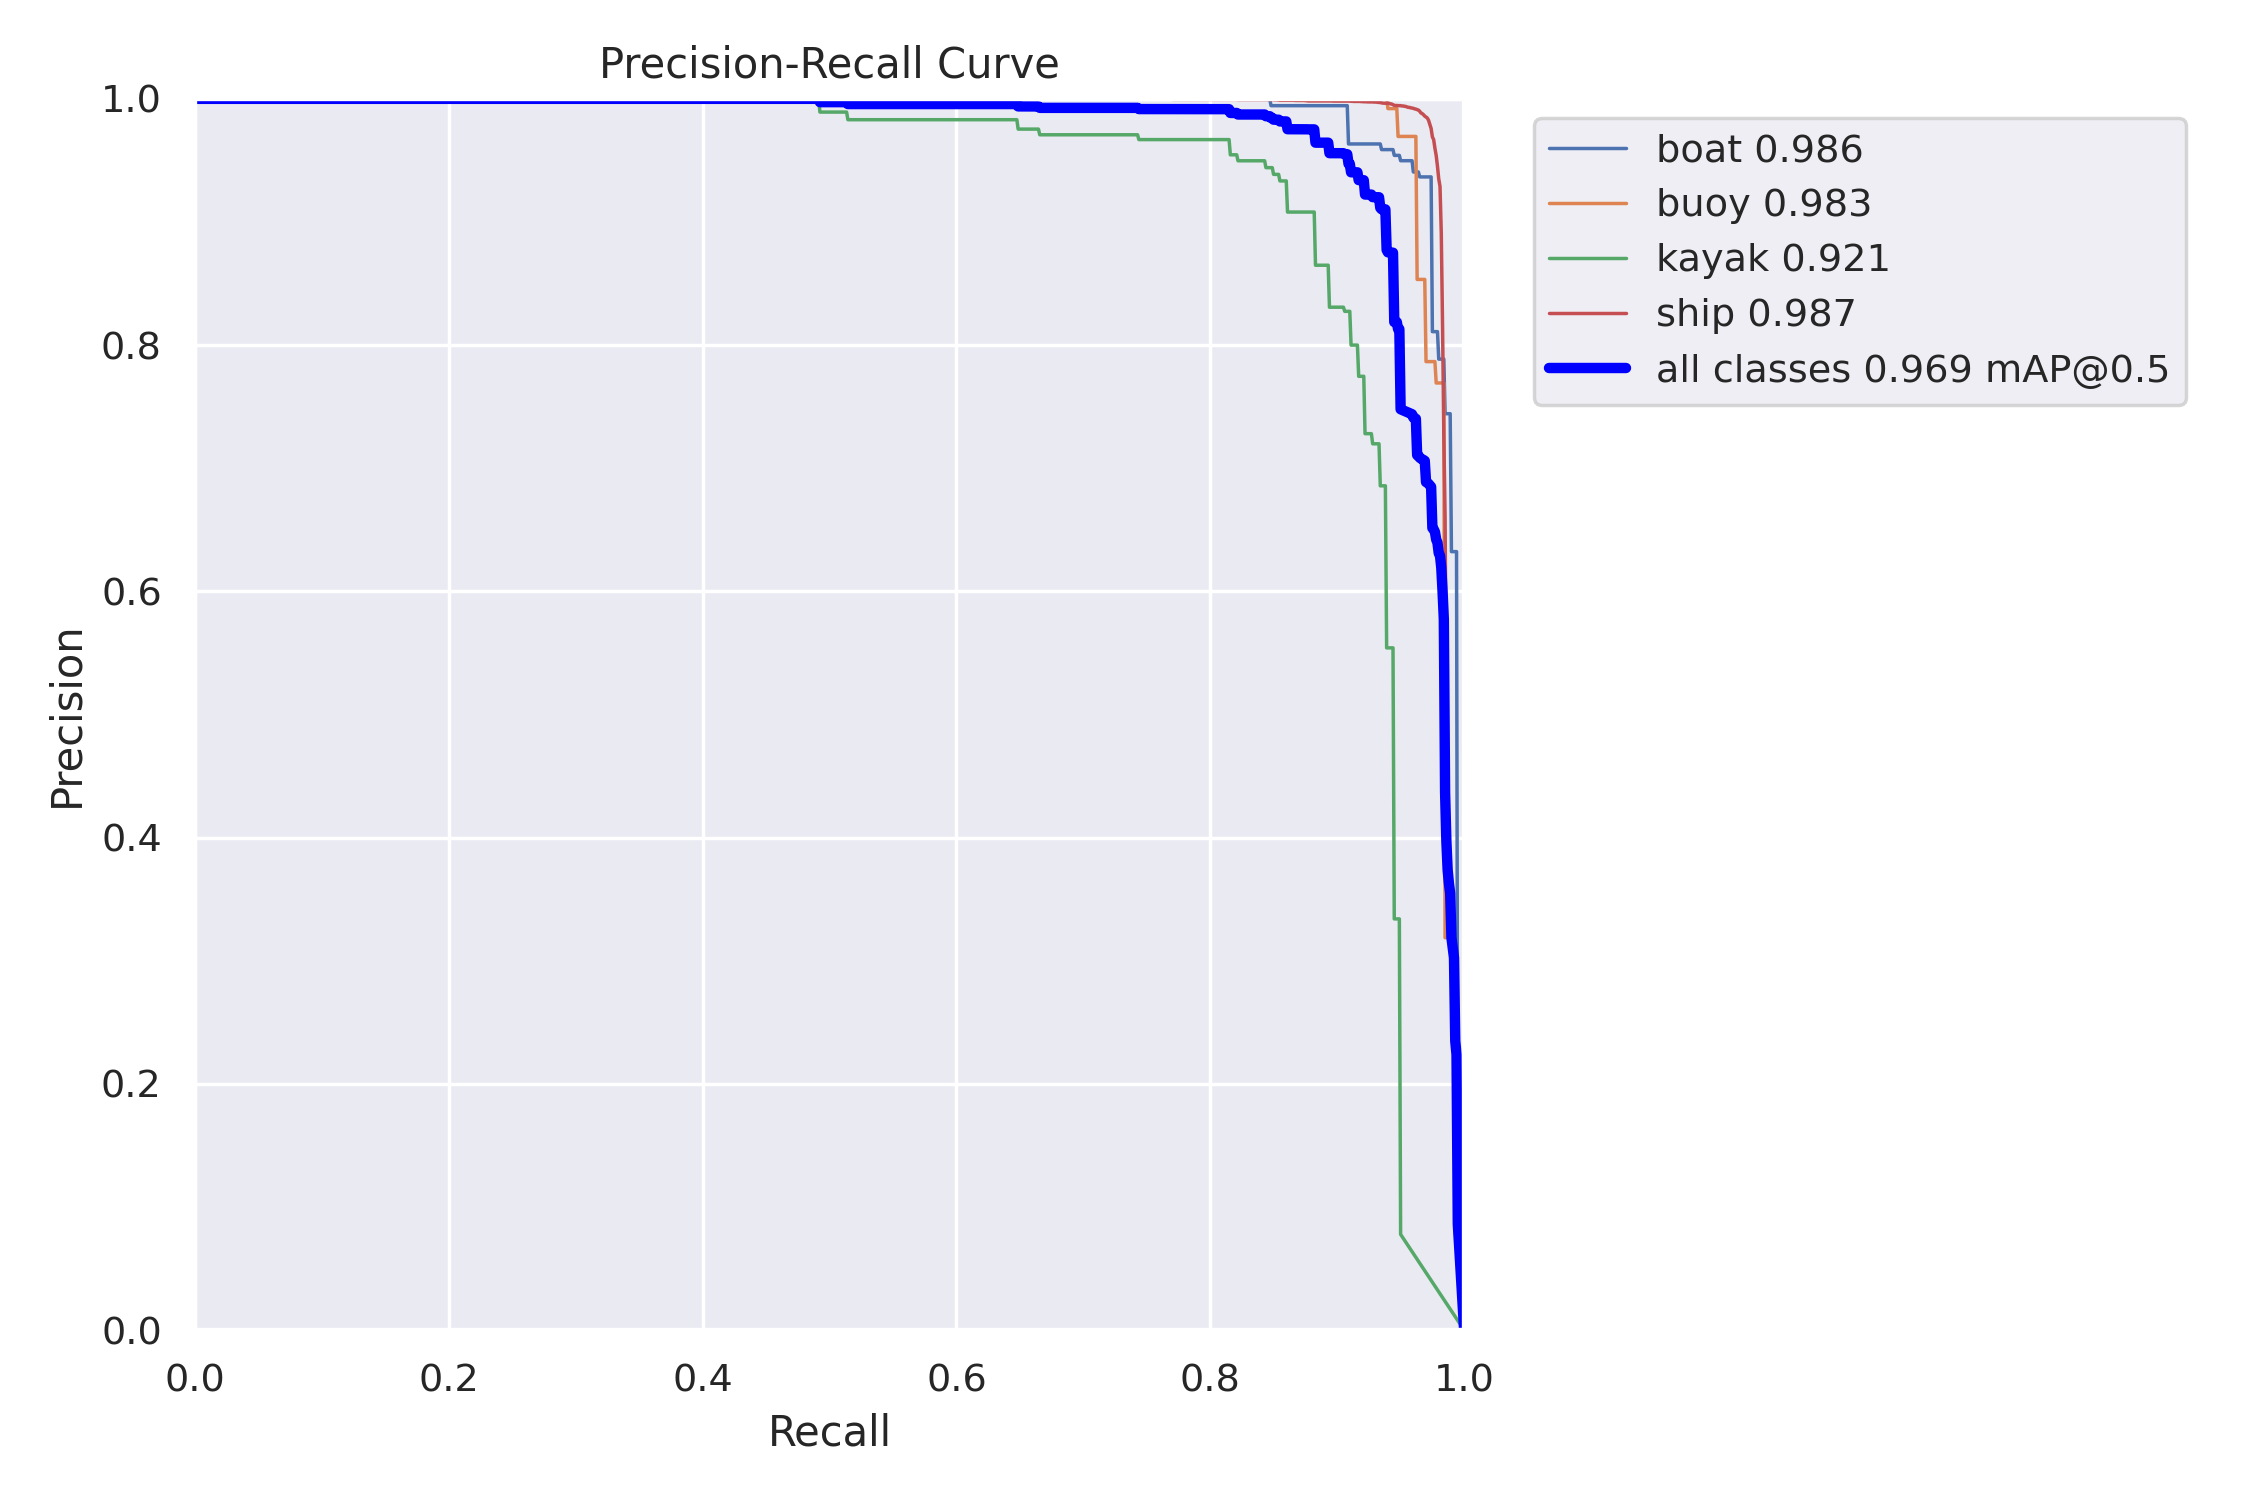 Precision-Recall Curve
1.0
0.8
0.6
0.4
0.2
0.0
Precision
0.0 0.2 0.4 0.6 0.8 1.0
Recall
boat 0.986
buoy 0.983
kayak 0.921
ship 0.987
all classes 0.969 mAP@0.5